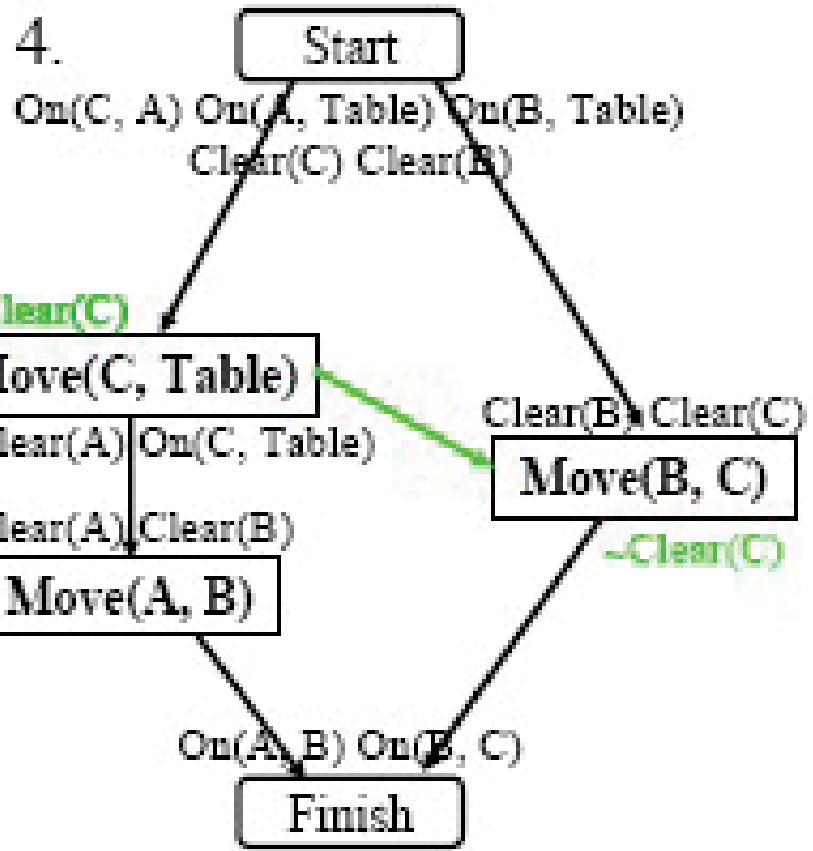 4.
Start
On(C, A) On(A, Table) On(B, Table)
Clear(C) Clear(B)
lear(C)
ove(C, Table)
lear(A) On(C, Table)
Clear(B) Clear(C)
Move(B, C)
lear(A) Clear(B)
~Clear(C)
Move(A, B)
On(A, B) On(B, C)
Finish